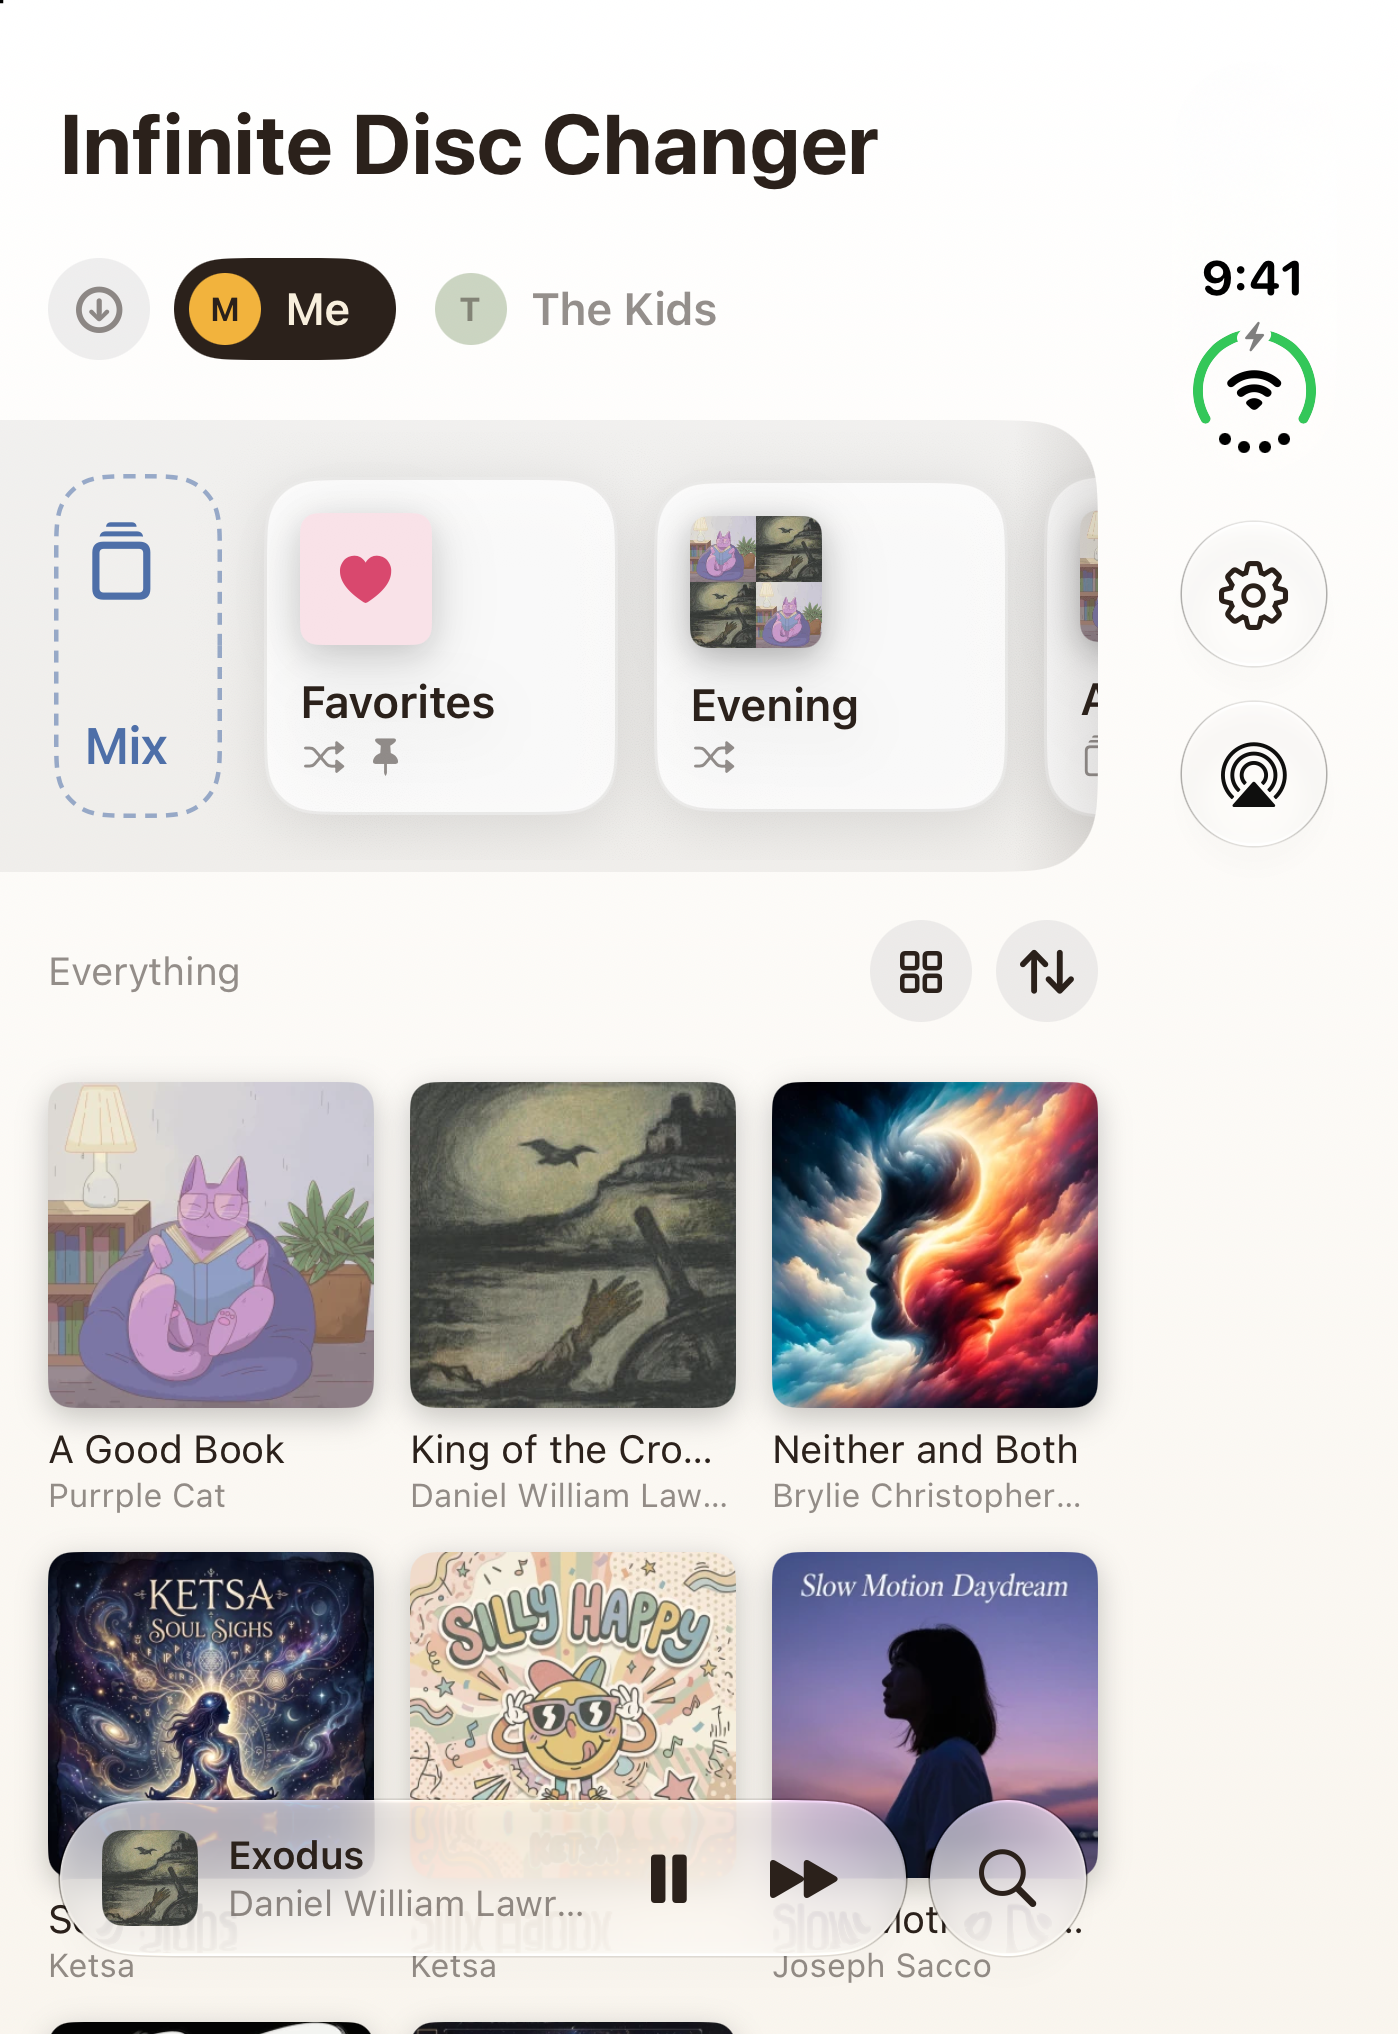 Infinite Disc Changer
M Me
T The Kids
9:41
Mix
Favorites
Evening
A
Everything
A Good Book
Purrple Cat
King of the Cro...
Daniel William Law...
Neither and Both
Brylie Christopher...
KETSA
SOUL SIGHS
SILLY HAPPY
Slow Motion Daydream
Exodus
Daniel William Lawr...
Ketsa
Ketsa
Joseph Sacco